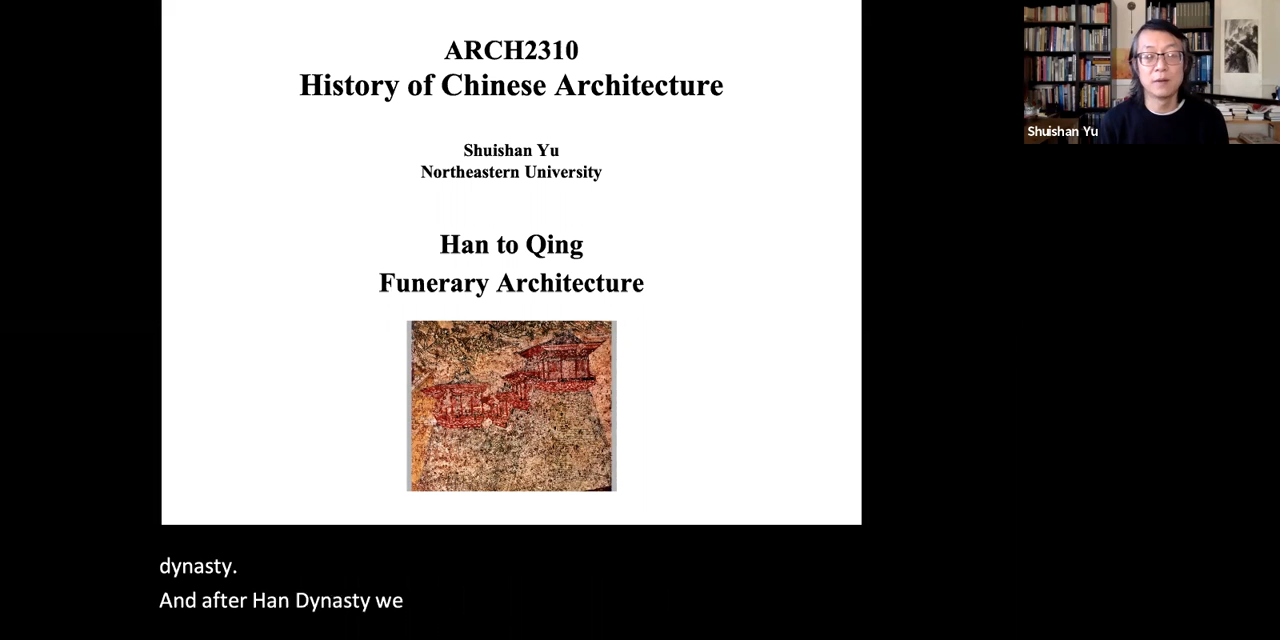 ARCH2310
History of Chinese Architecture
Shuishan Yu
Northeastern University
Han to Qing
Funerary Architecture
Shuishan Yu
dynasty.
And after Han Dynasty we